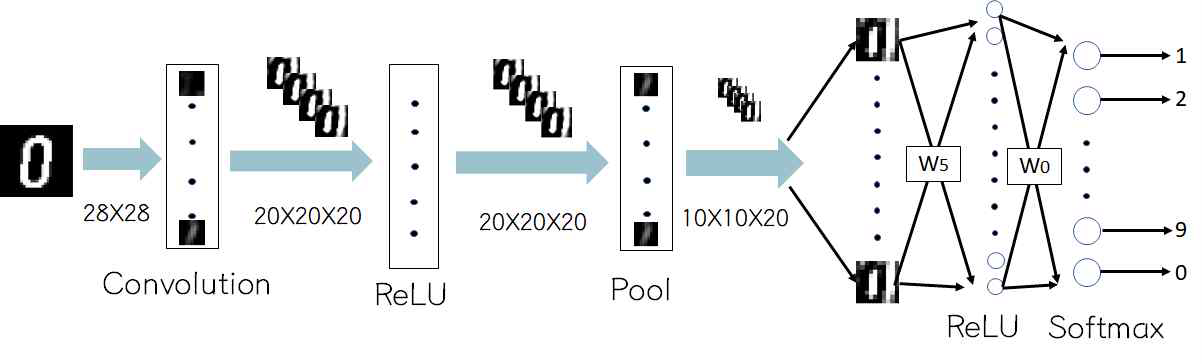 28X28
Convolution
20X20X20
ReLU
20X20X20
Pool
10X10X20
W5
W0
ReLU
Softmax
1
2
9
0